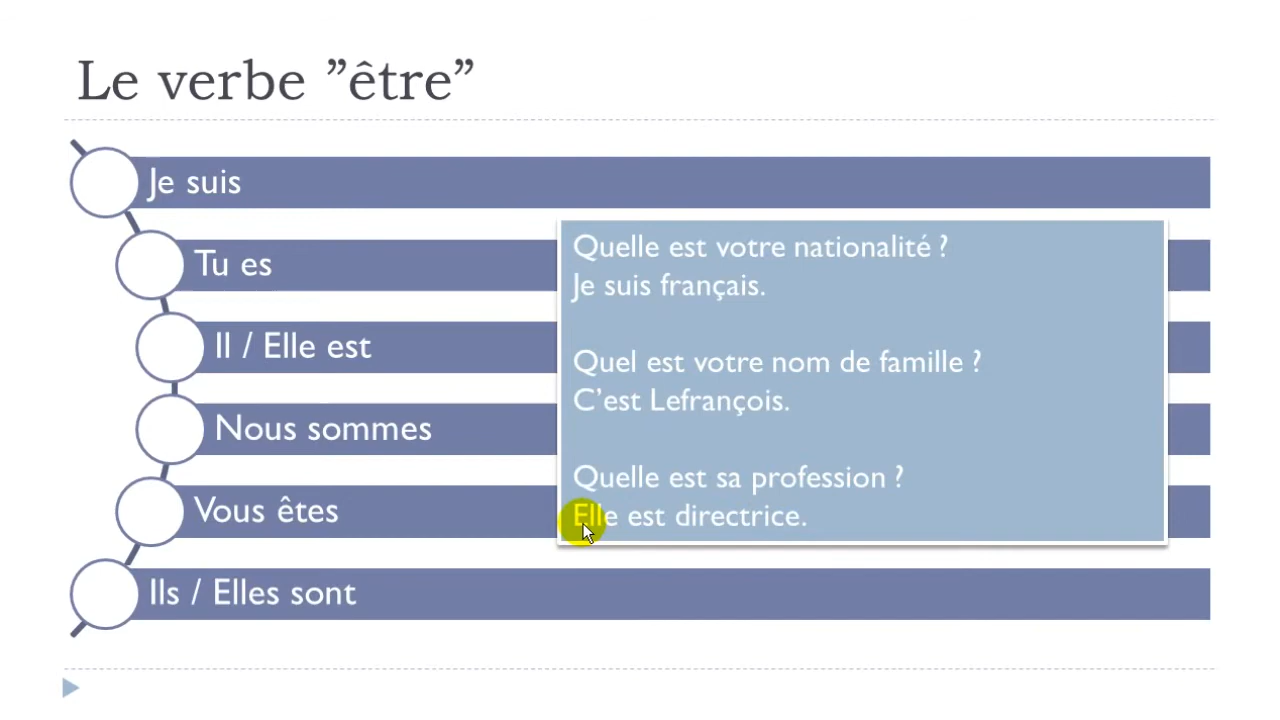 Le verbe ”être”
Je suis
Tu es
Il / Elle est
Nous sommes
Vous êtes
Ils / Elles sont
Quelle est votre nationalité ?
Je suis français.
Quel est votre nom de famille ?
C’est Lefrançois.
Quelle est sa profession ?
Elle est directrice.